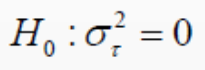 H₀ : σ²_τ = 0